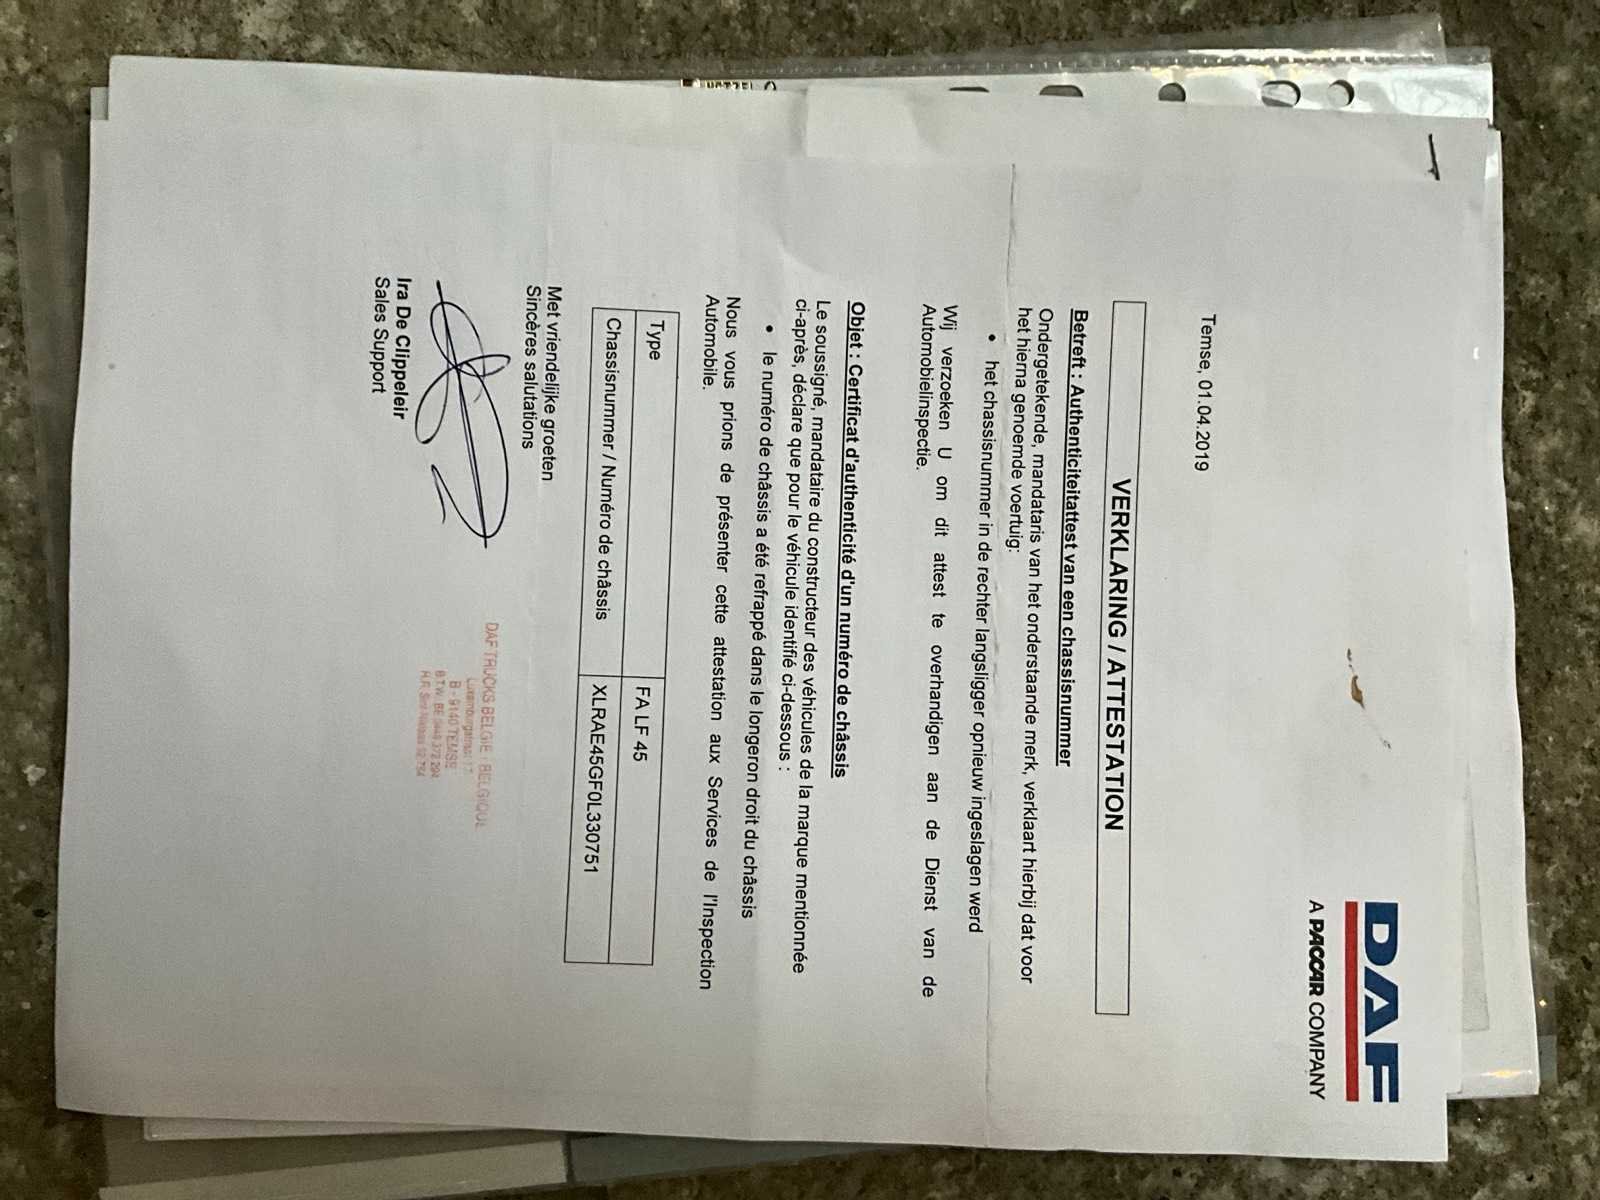 DAF
A PACCAR COMPANY
Temse, 01.04.2019
VERKLARING / ATTESTATION
Betreft : Authenticiteitattest van een chassisnummer
Ondergetekende, mandataris van het onderstaande merk, verklaart hierbij dat voor
het hierna genoemde voertuig:
• het chassisnummer in de rechter langsligger opnieuw ingeslagen werd
Wij verzoeken U om dit attest te overhandigen aan de Dienst van de
Automobielinspectie.
Objet : Certificat d'authenticité d'un numéro de châssis
Le soussigné, mandataire du constructeur des véhicules de la marque mentionnée
ci-après, déclare que pour le véhicule identifié ci-dessous :
• le numéro de châssis a été refrappé dans le longeron droit du châssis
Nous vous prions de présenter cette attestation aux Services de l'Inspection
Automobile.
Type FA LF 45
Chassisnummer / Numéro de châssis XLRAE45GF0L330751
Met vriendelijke groeten
Sincères salutations
Ira De Clippeleir
Sales Support
DAF TRUCKS BELGIE - BELGIQUE
Luxemburgstraat 17
B - 9140 TEMSE
B.T.W. BE
H.R. Sint-Niklaas